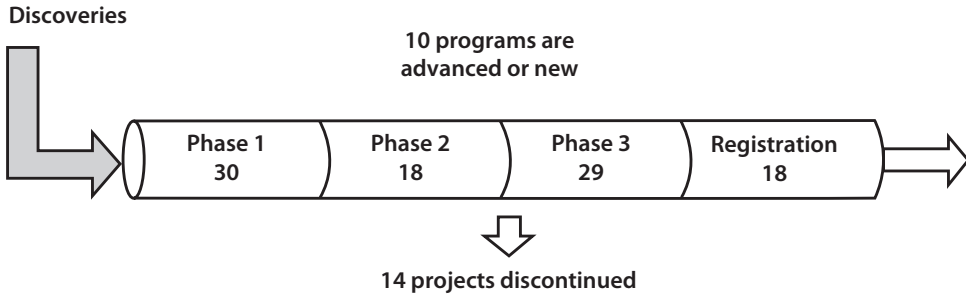 Discoveries
10 programs are
advanced or new
Phase 1
30
Phase 2
18
Phase 3
29
Registration
18
14 projects discontinued